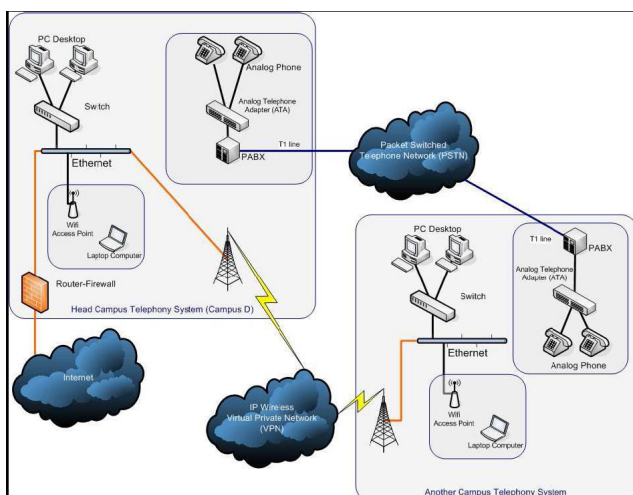 PC Desktop
Analog Phone
Switch
Analog Telephone
Adapter (ATA)
T1 line
PABX
Ethernet
Packet Switched
Telephone Network (PSTN)
Wifi
Access Point
Laptop Computer
Router-Firewall
Head Campus Telephony System (Campus D)
Internet
IP Wireless
Virtual Private Network
(VPN)
PC Desktop
T1 line
PABX
Analog Telephone
Adapter (ATA)
Switch
Ethernet
Analog Phone
Wifi
Access Point
Laptop Computer
Another Campus Telephony System